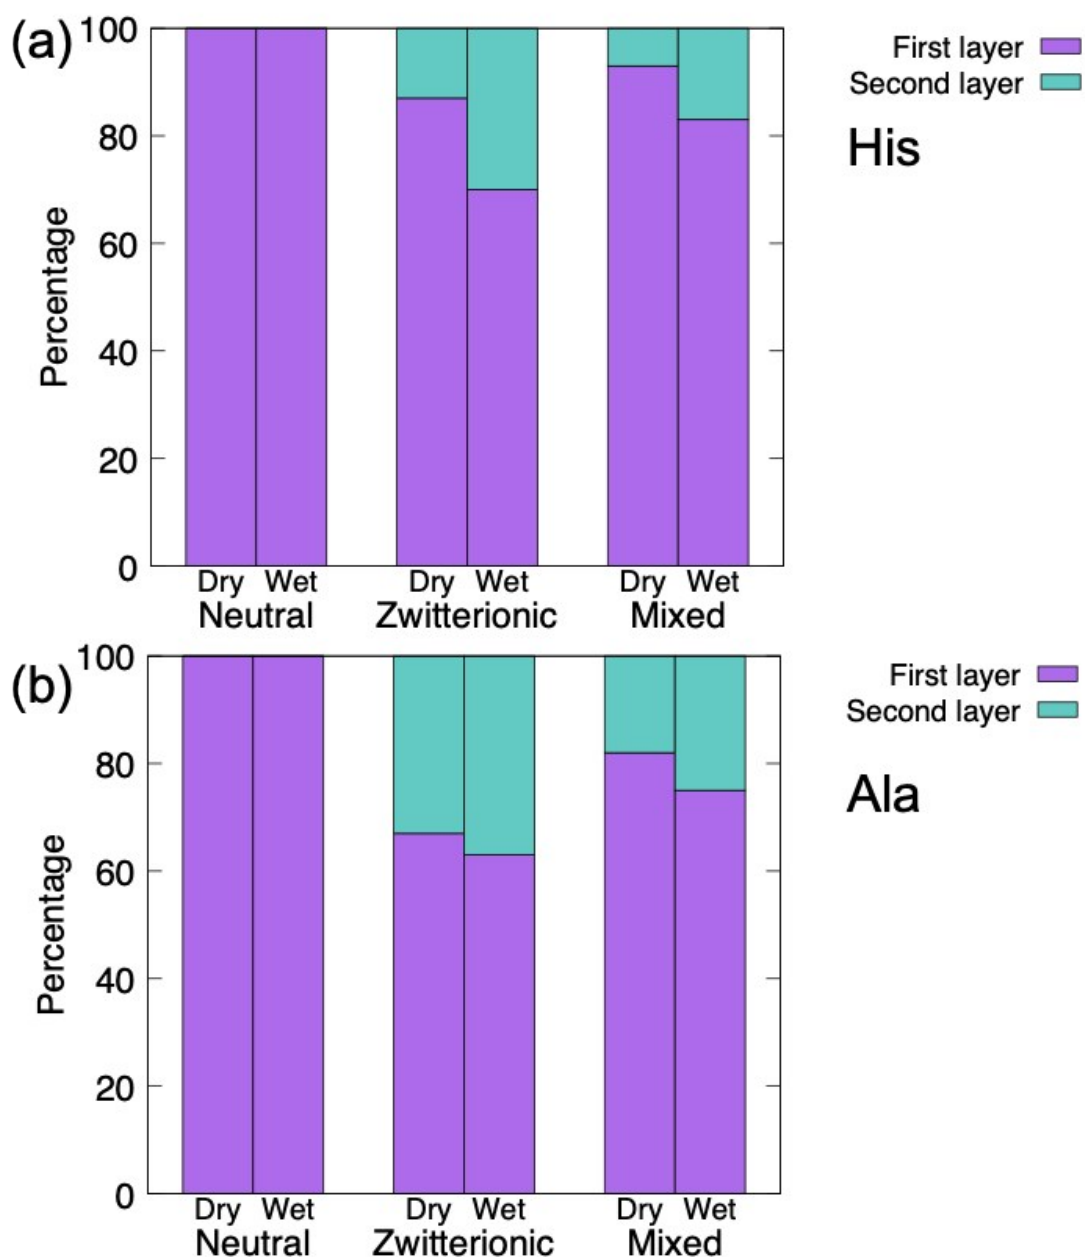 (a)
100
80
60
40
20
0
Percentage
Dry Wet Dry Wet Dry Wet
Neutral Zwitterionic Mixed
First layer
Second layer
His
(b)
100
80
60
40
20
0
Percentage
Dry Wet Dry Wet Dry Wet
Neutral Zwitterionic Mixed
First layer
Second layer
Ala